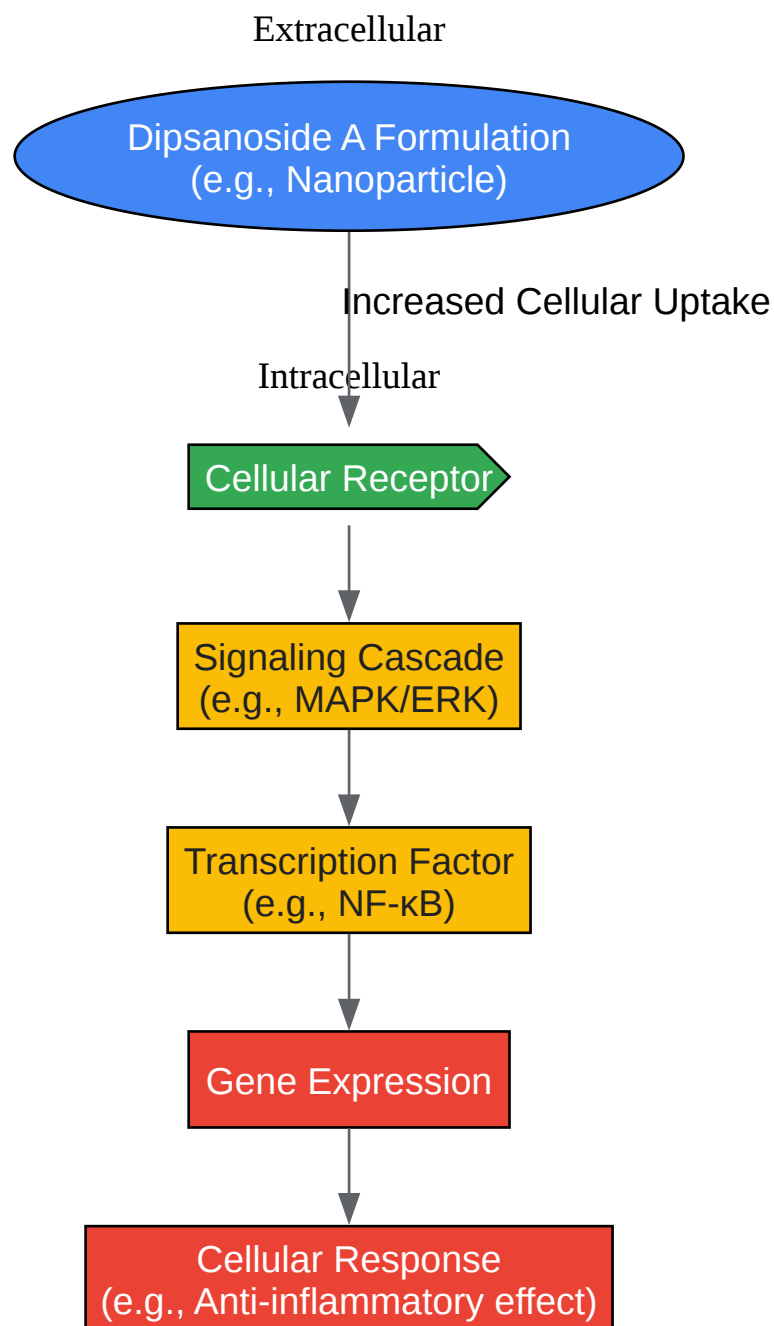 Extracellular
Dipsanoside A Formulation
(e.g., Nanoparticle)
Increased Cellular Uptake
Intracellular
Cellular Receptor
Signaling Cascade
(e.g., MAPK/ERK)
Transcription Factor
(e.g., NF-κB)
Gene Expression
Cellular Response
(e.g., Anti-inflammatory effect)